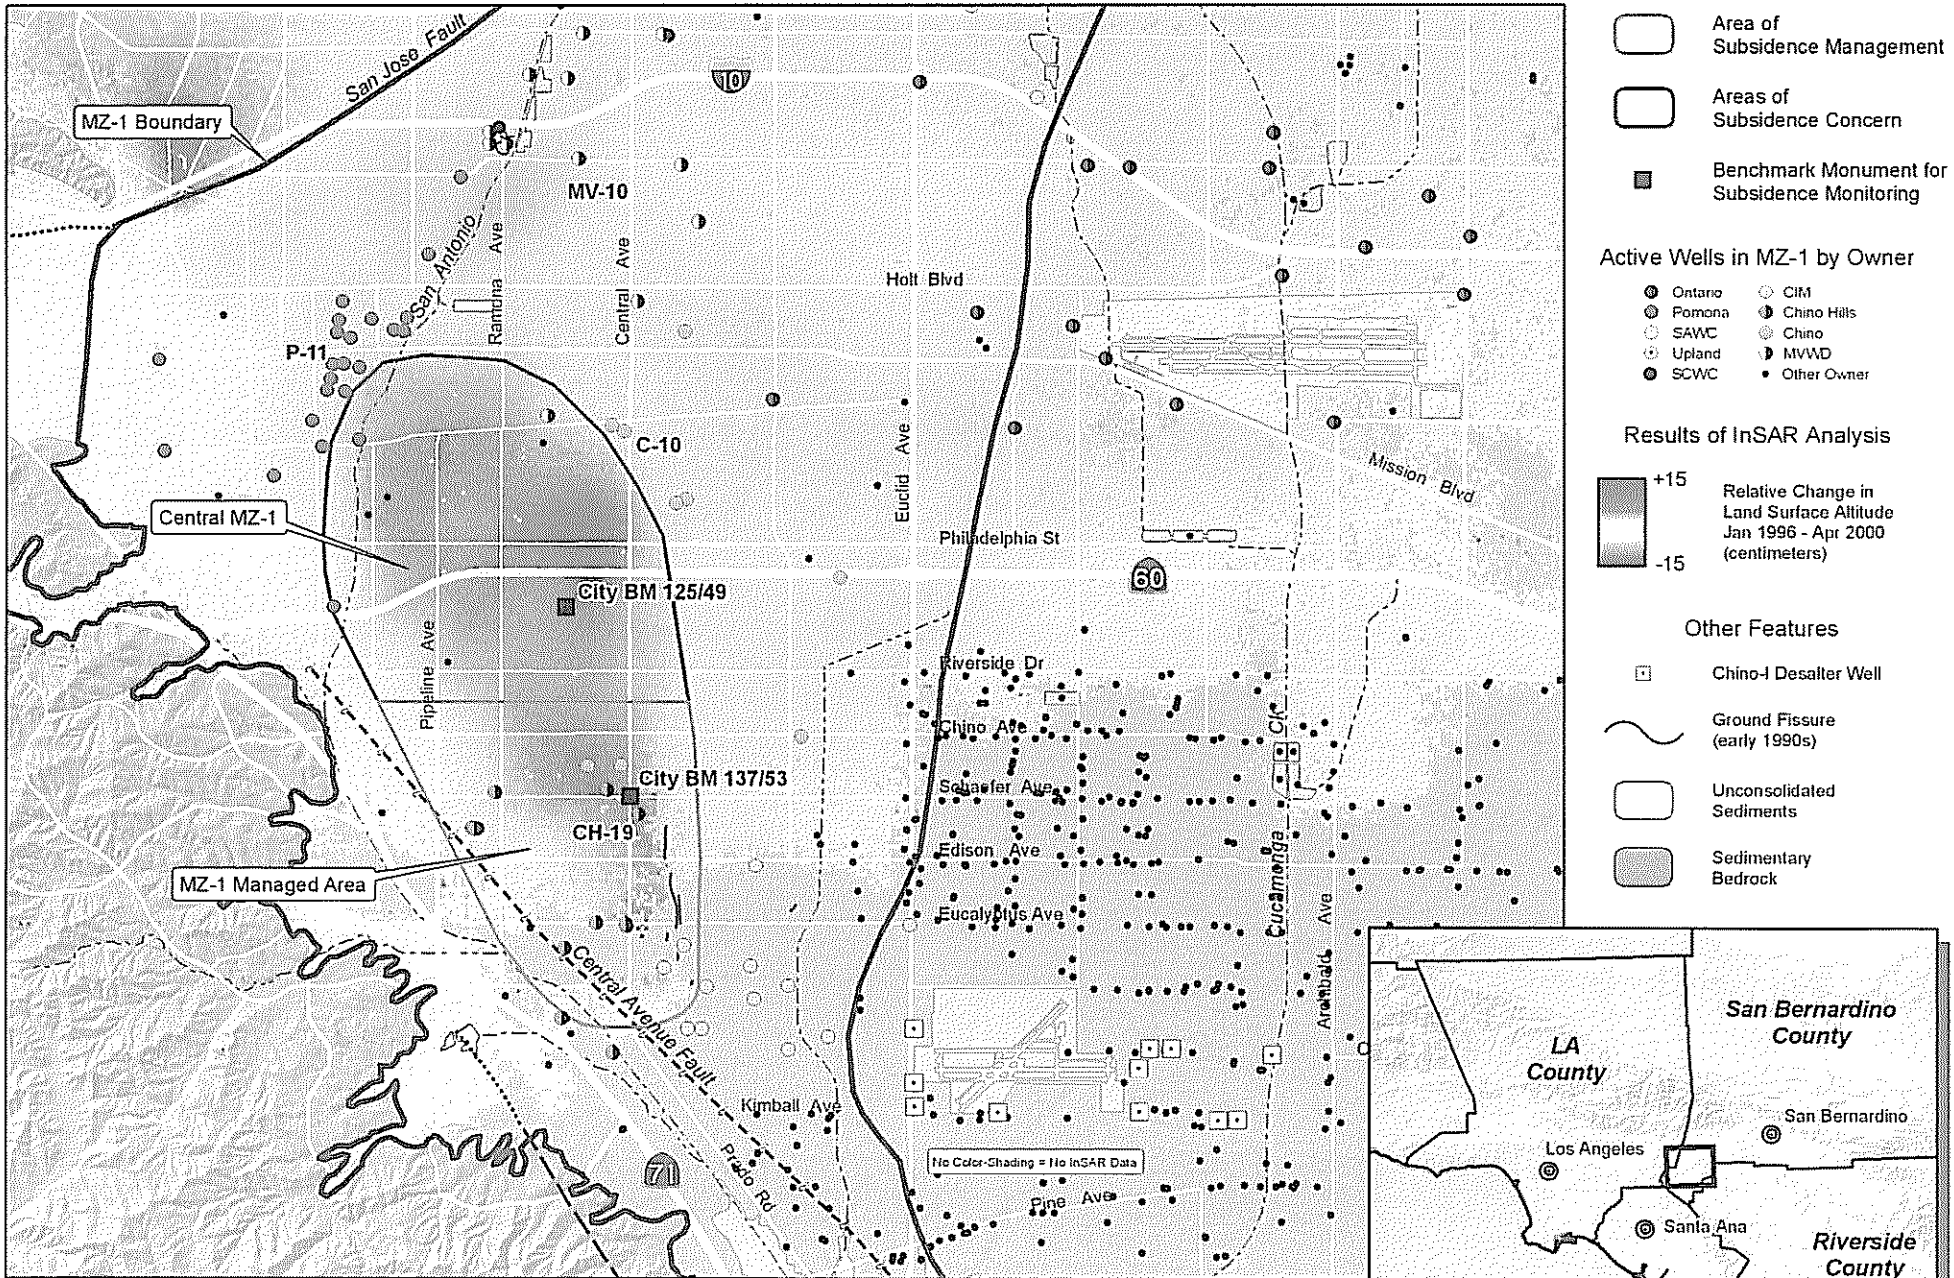 San Jose Fault
MZ-1 Boundary
10
MV-10
San Antonio
Ramona Ave
Central Ave
Holt Blvd
P-11
C-10
Euclid Ave
Mission Blvd
Central MZ-1
Philadelphia St
60
City BM 125/49
Pipeline Ave
Riverside Dr
Chino Ave
CK
City BM 137/53
Schaefer Ave
CH-19
Edison Ave
Cucamonga
MZ-1 Managed Area
Eucalyptus Ave
Archibald Ave
Central Avenue Fault
Kimball Ave
No Color-Shading = No InSAR Data
71
Prado Rd
Pine Ave
Area of
Subsidence Management
Areas of
Subsidence Concern
Benchmark Monument for
Subsidence Monitoring
Active Wells in MZ-1 by Owner
Ontario
CIM
Pomona
Chino Hills
SAWC
Chino
Upland
MVWD
SCWC
Other Owner
Results of InSAR Analysis
+15
-15
Relative Change in
Land Surface Altitude
Jan 1996 - Apr 2000
(centimeters)
Other Features
Chino-I Desalter Well
Ground Fissure
(early 1990s)
Unconsolidated
Sediments
Sedimentary
Bedrock
San Bernardino
County
LA
County
San Bernardino
Los Angeles
Santa Ana
Riverside
County